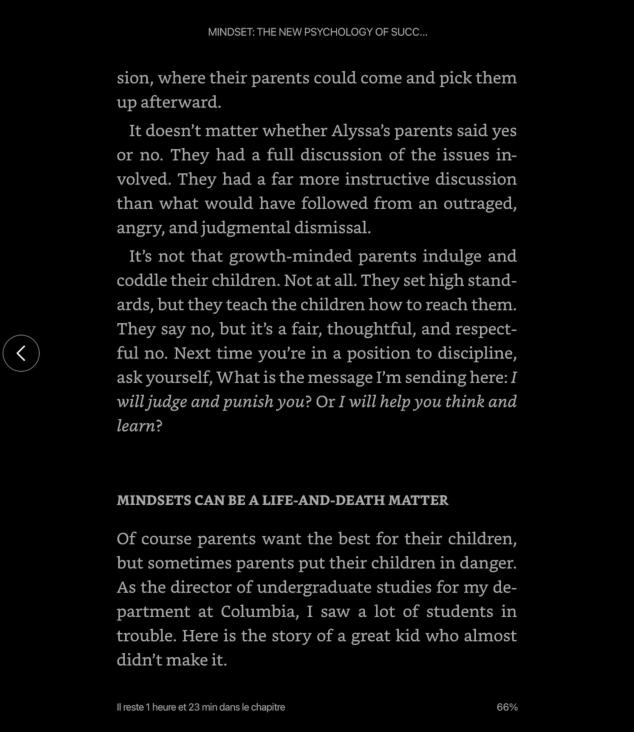 MINDSET: THE NEW PSYCHOLOGY OF SUCC...
sion, where their parents could come and pick them
up afterward.
It doesn’t matter whether Alyssa’s parents said yes
or no. They had a full discussion of the issues in-
volved. They had a far more instructive discussion
than what would have followed from an outraged,
angry, and judgmental dismissal.
It’s not that growth-minded parents indulge and
coddle their children. Not at all. They set high stand-
ards, but they teach the children how to reach them.
They say no, but it’s a fair, thoughtful, and respect-
ful no. Next time you’re in a position to discipline,
ask yourself, What is the message I’m sending here: I
will judge and punish you? Or I will help you think and
learn?
MINDSETS CAN BE A LIFE-AND-DEATH MATTER
Of course parents want the best for their children,
but sometimes parents put their children in danger.
As the director of undergraduate studies for my de-
partment at Columbia, I saw a lot of students in
trouble. Here is the story of a great kid who almost
didn’t make it.
Il reste 1 heure et 23 min dans le chapitre
66%